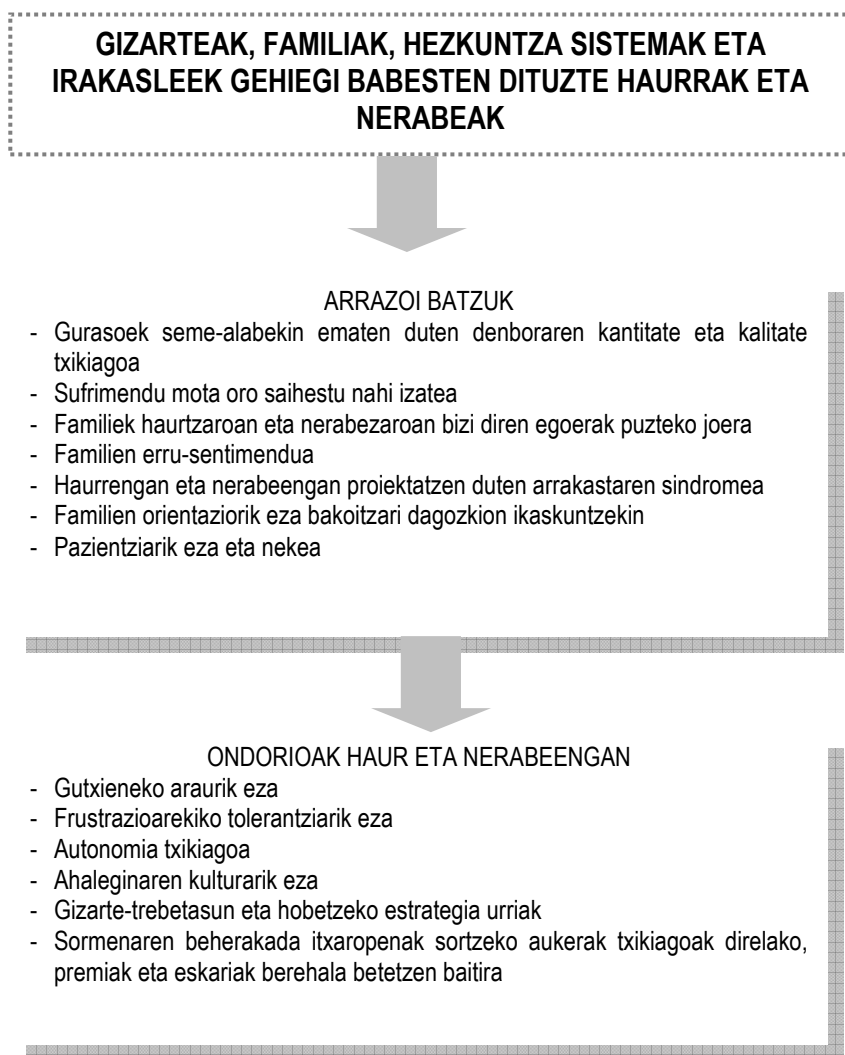 GIZARTEAK, FAMILIAK, HEZKUNTZA SISTEMAK ETA
IRAKASLEEK GEHIEGI BABESTEN DITUZTE HAURRAK ETA
NERABEAK
ARRAZOI BATZUK
- Gurasoek seme-alabekin ematen duten denboraren kantitate eta kalitate
txikiagoa
- Sufrimendu mota oro saihestu nahi izatea
- Familiek haurtzaroan eta nerabezaroan bizi diren egoerak puzteko joera
- Familien erru-sentimendua
- Haurrengan eta nerabeengan proiektatzen duten arrakastaren sindromea
- Familien orientaziorik eza bakoitzari dagozkion ikaskuntzekin
- Pazientziarik eza eta nekea
ONDORIOAK HAUR ETA NERABEENGAN
- Gutxieneko araurik eza
- Frustrazioarekiko tolerantziarik eza
- Autonomia txikiagoa
- Ahaleginaren kulturarik eza
- Gizarte-trebetasun eta hobetzeko estrategia urriak
- Sormenaren beherakada itxaropenak sortzeko aukerak txikiagoak direlako,
premiak eta eskariak berehala betetzen baitira